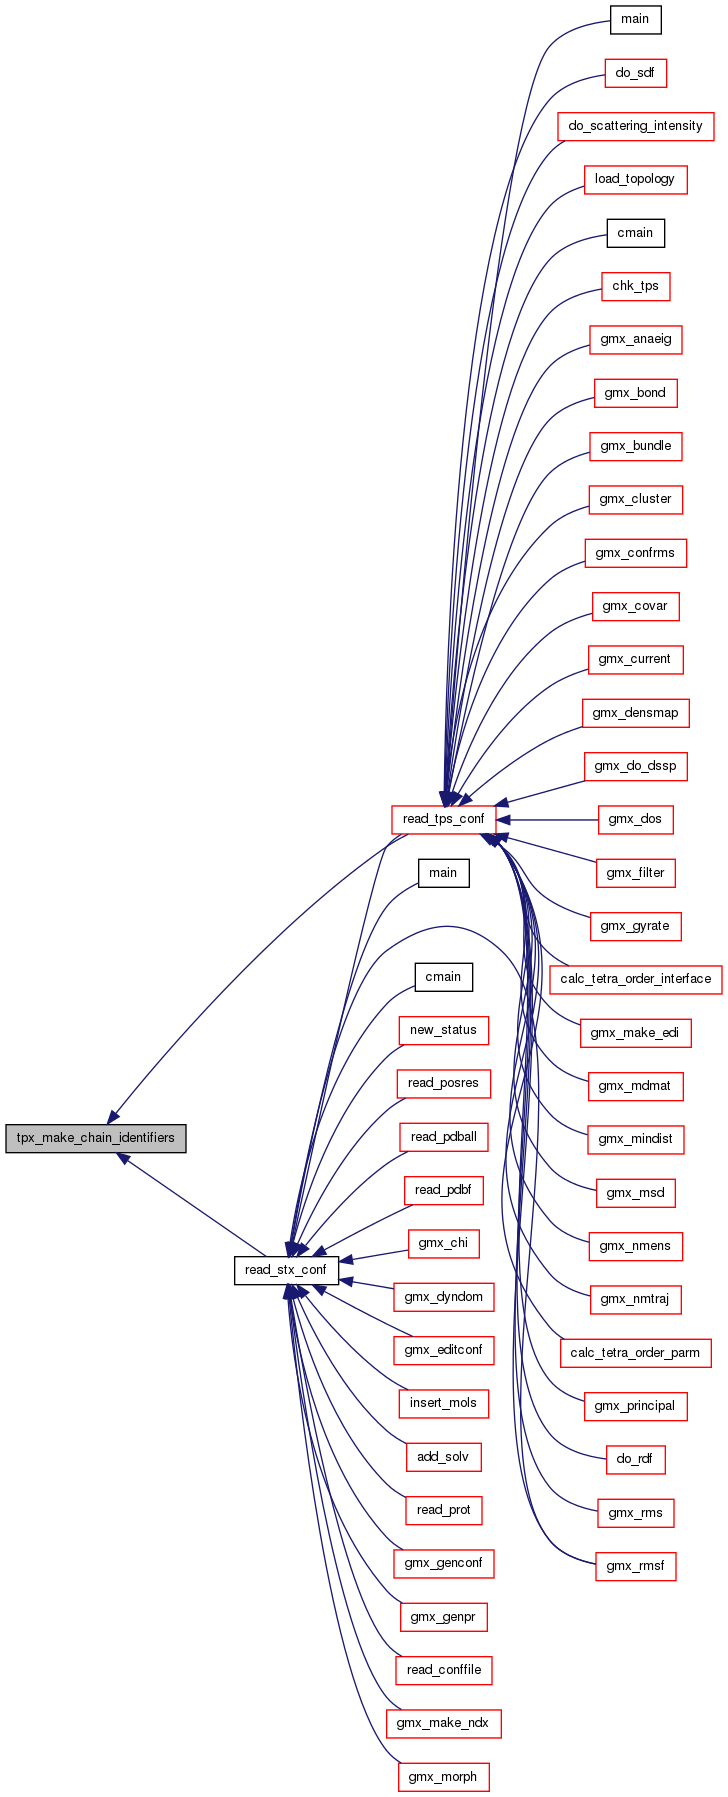 main
do_sdf
do_scattering_intensity
load_topology
cmain
chk_tps
gmx_anaeig
gmx_bond
gmx_bundle
gmx_cluster
gmx_confrms
gmx_covar
gmx_current
gmx_densmap
gmx_do_dssp
read_tps_conf
gmx_dos
main
gmx_filter
gmx_gyrate
cmain
calc_tetra_order_interface
new_status
gmx_make_edi
read_posres
gmx_mdmat
tpx_make_chain_identifiers
read_pdball
gmx_mindist
read_pdbf
gmx_msd
gmx_chi
gmx_nmens
read_stx_conf
gmx_dyndom
gmx_nmtraj
gmx_editconf
calc_tetra_order_parm
insert_mols
gmx_principal
add_solv
do_rdf
read_prot
gmx_rms
gmx_genconf
gmx_rmsf
gmx_genpr
read_conffile
gmx_make_ndx
gmx_morph